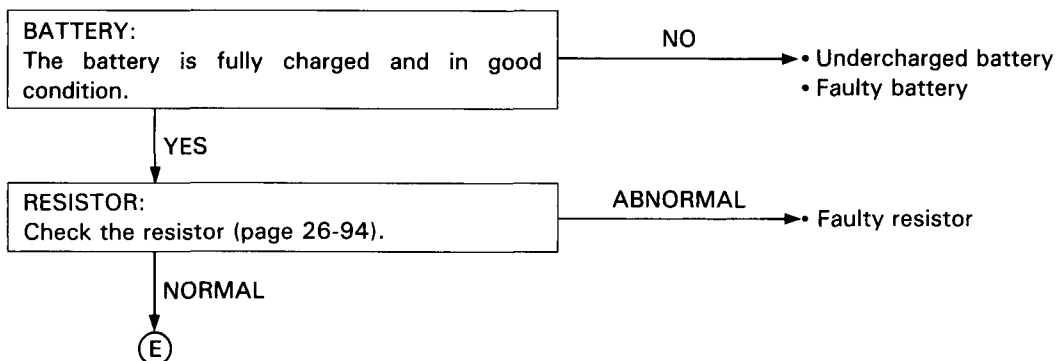 BATTERY:
The battery is fully charged and in good
condition.
NO
• Undercharged battery
• Faulty battery
YES
RESISTOR:
Check the resistor (page 26-94).
ABNORMAL
• Faulty resistor
NORMAL
E